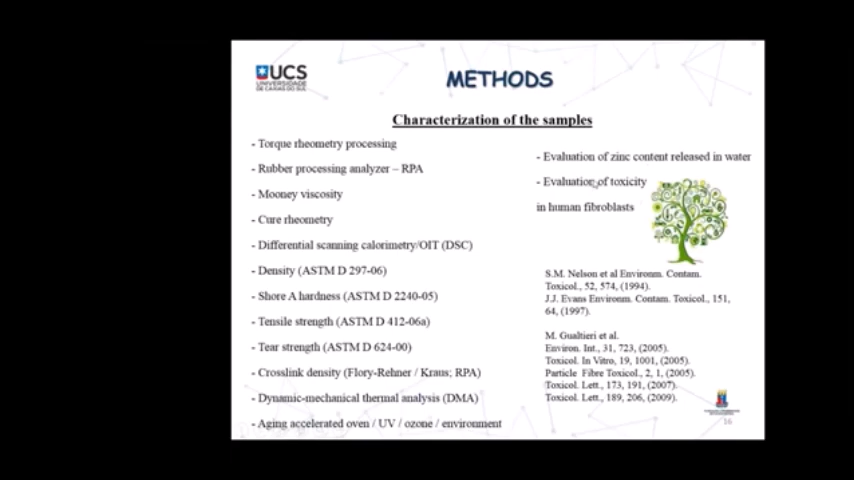 UCS
UNIVERSIDADE
DE CAXIAS DO SUL
METHODS
Characterization of the samples
- Torque rheometry processing
- Rubber processing analyzer – RPA
- Mooney viscosity
- Cure rheometry
- Differential scanning calorimetry/OIT (DSC)
- Density (ASTM D 297-06)
- Shore A hardness (ASTM D 2240-05)
- Tensile strength (ASTM D 412-06a)
- Tear strength (ASTM D 624-00)
- Crosslink density (Flory-Rehner / Kraus; RPA)
- Dynamic-mechanical thermal analysis (DMA)
- Aging accelerated oven / UV / ozone / environment
- Evaluation of zinc content released in water
- Evaluation of toxicity
in human fibroblasts
S.M. Nelson et al Environm. Contam.
Toxicol., 52, 574, (1994).
J.J. Evans Environm. Contam. Toxicol., 151,
64, (1997).
M. Gualtieri et al.
Environ. Int., 31, 723, (2005).
Toxicol. In Vitro, 19, 1001, (2005).
Particle Fibre Toxicol., 2, 1, (2005).
Toxicol. Lett., 173, 191, (2007).
Toxicol. Lett., 189, 206, (2009).
16